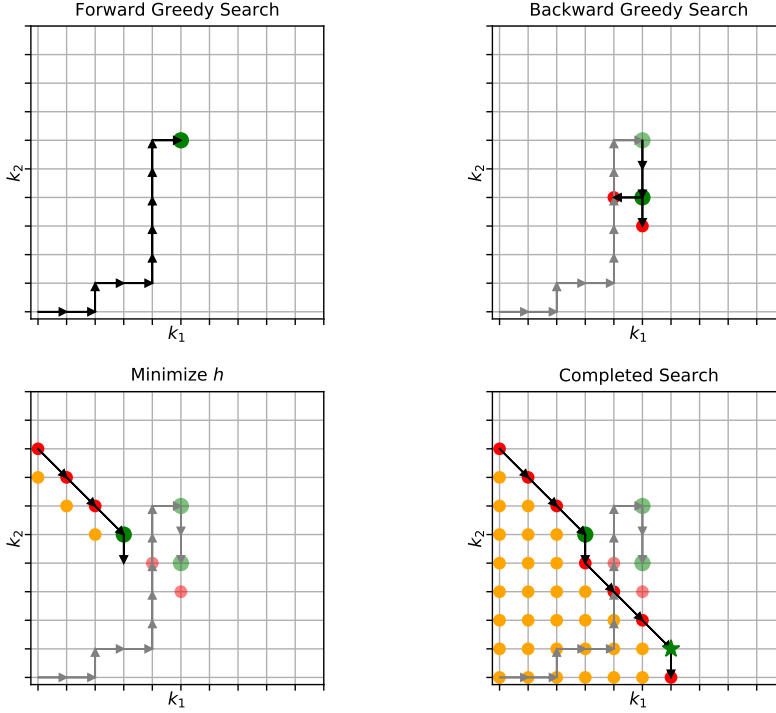 Forward Greedy Search
Backward Greedy Search
k₂
k₁
k₂
k₁
Minimize h
Completed Search
k₂
k₁
k₂
k₁